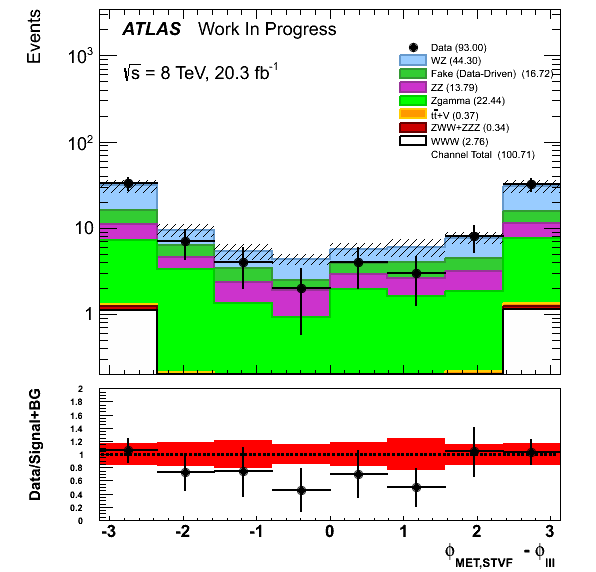 Events
ATLAS Work In Progress
√s = 8 TeV, 20.3 fb⁻¹
Data (93.00)
WZ (44.30)
Fake (Data-Driven) (16.72)
ZZ (13.79)
Zgamma (22.44)
tt̄+V (0.37)
ZWW+ZZZ (0.34)
WWW (2.76)
Channel Total (100.71)
10³
10²
10
1
Data/Signal+BG
2
1.8
1.6
1.4
1.2
1
0.8
0.6
0.4
0.2
0
-3 -2 -1 0 1 2 3
ϕMET,STVF - ϕlll